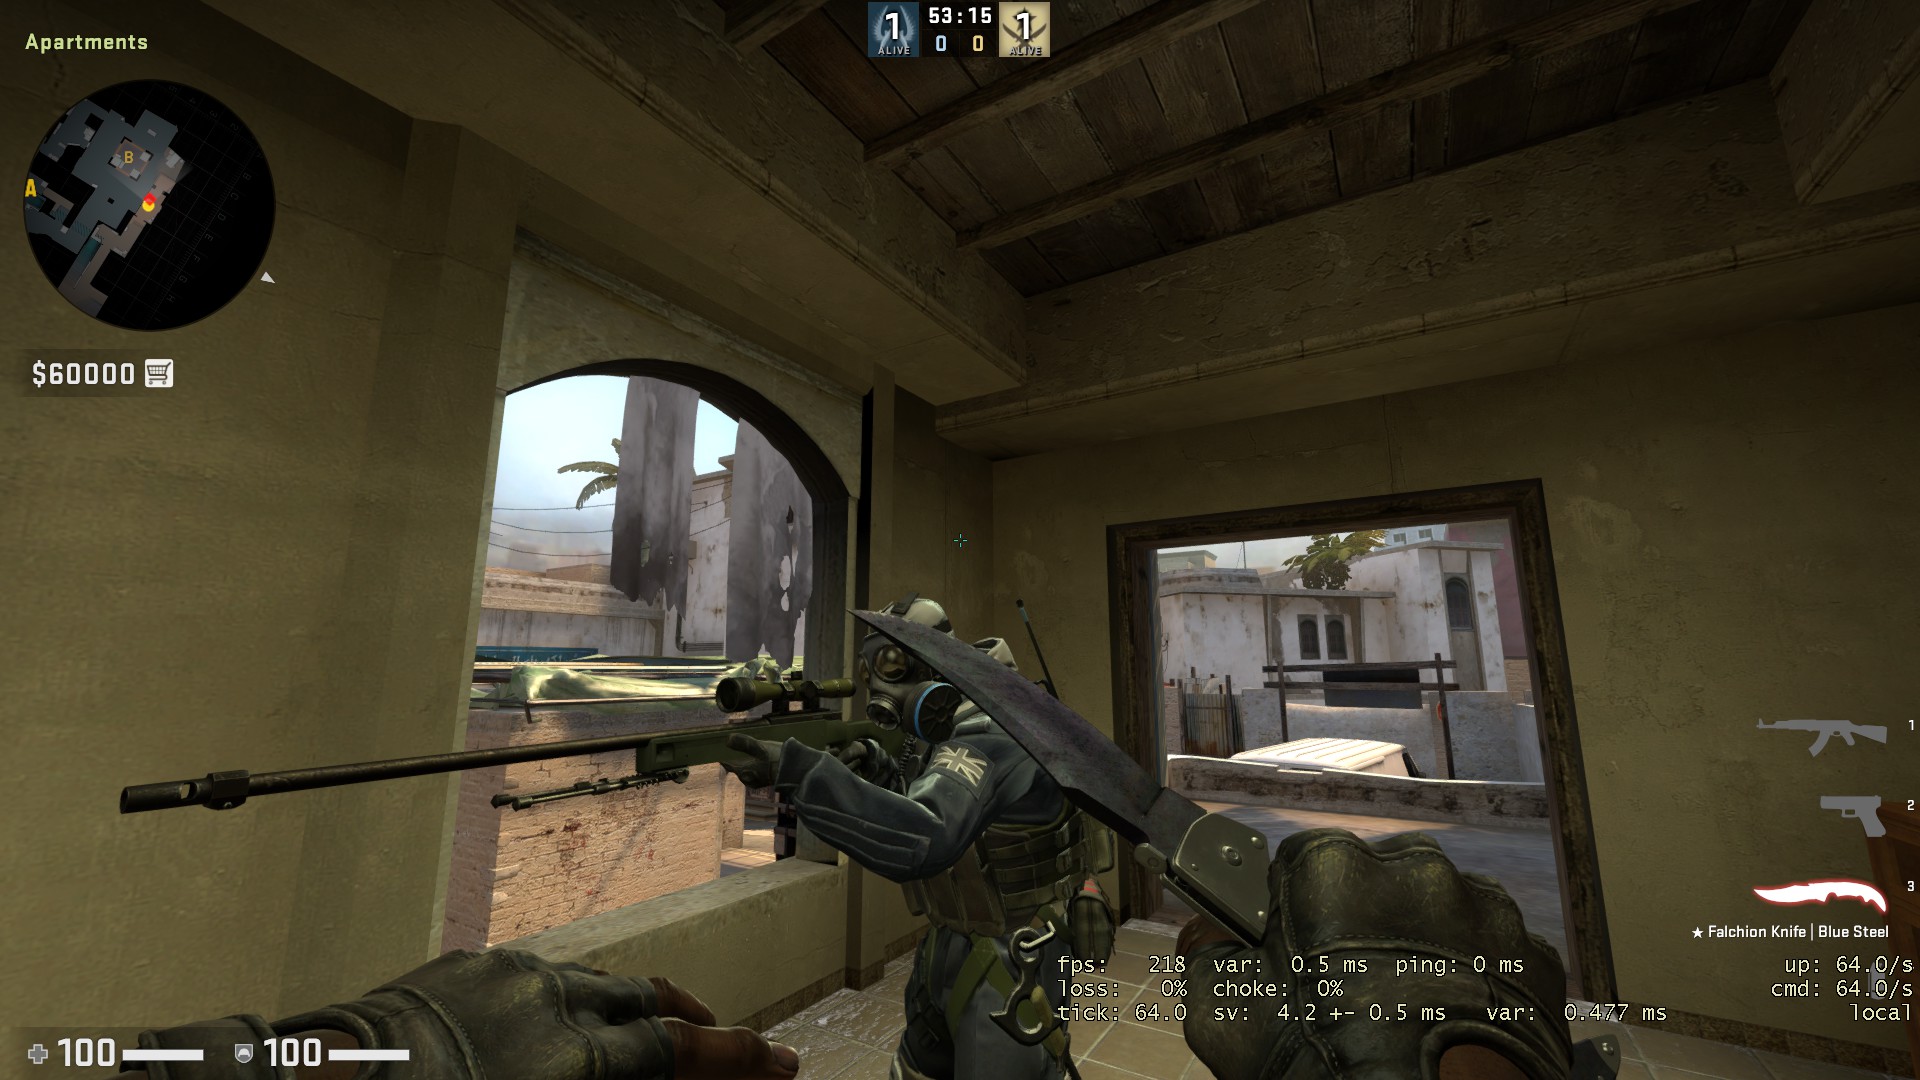 Apartments
1 53:15 1
ALIVE 0 0 ALIVE
B
A
$60000
1
2
3
★ Falchion Knife | Blue Steel
fps: 218 var: 0.5 ms ping: 0 ms up: 64.0/s
loss: 0% choke: 0% cmd: 64.0/s
tick: 64.0 sv: 4.2 +- 0.5 ms var: 0.477 ms local
100 100